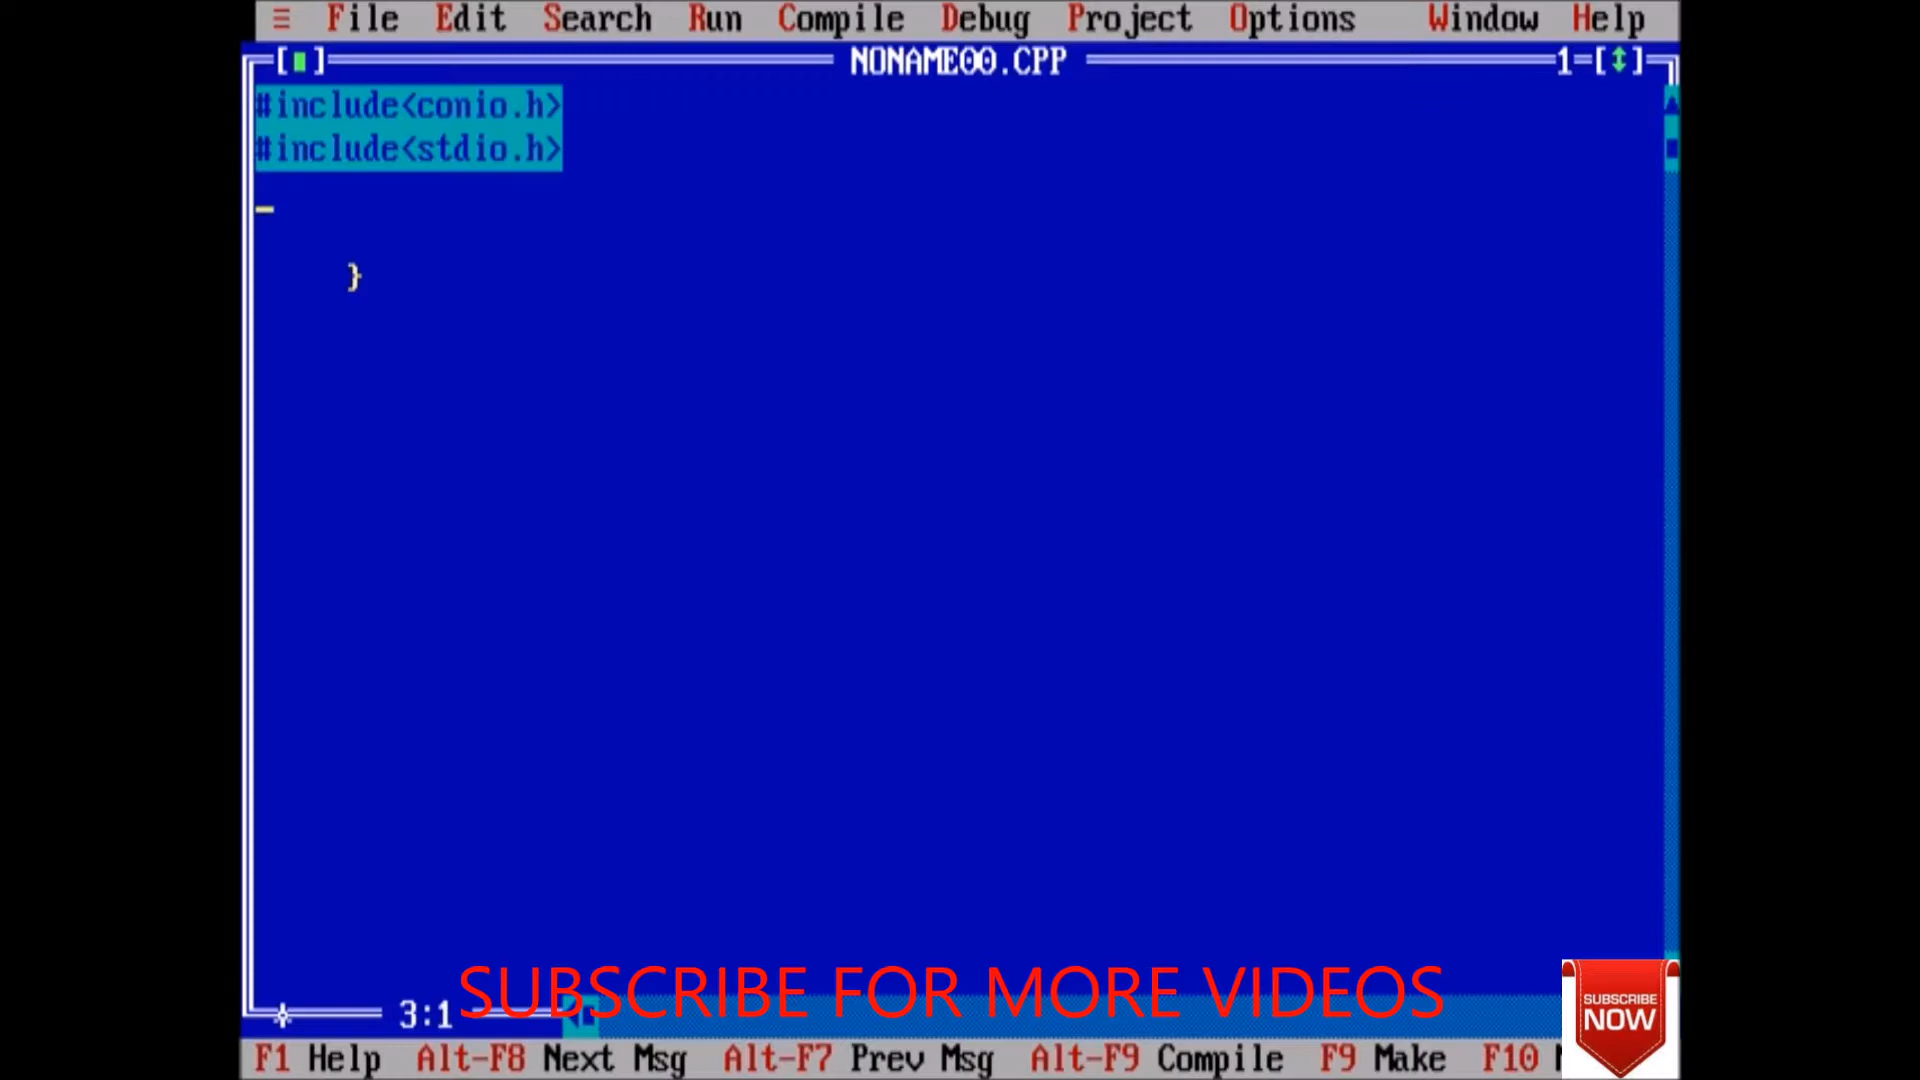 ≡ File Edit Search Run Compile Debug Project Options Window Help
[■] NONAME00.CPP 1=[↕]
#include<conio.h>
#include<stdio.h>
}
SUBSCRIBE FOR MORE VIDEOS
3:1
SUBSCRIBE
NOW
F1 Help Alt-F8 Next Msg Alt-F7 Prev Msg Alt-F9 Compile F9 Make F10